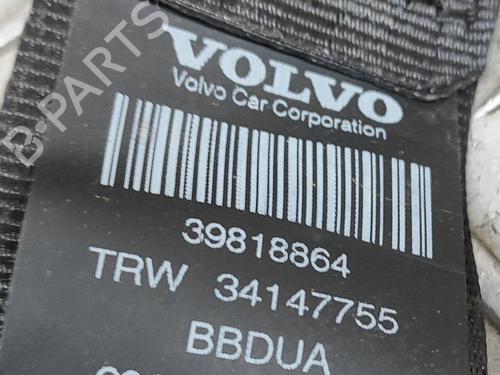 VOLVO
Volvo Car Corporation
39818864
TRW 34147755
BBDUA
B-PARTS